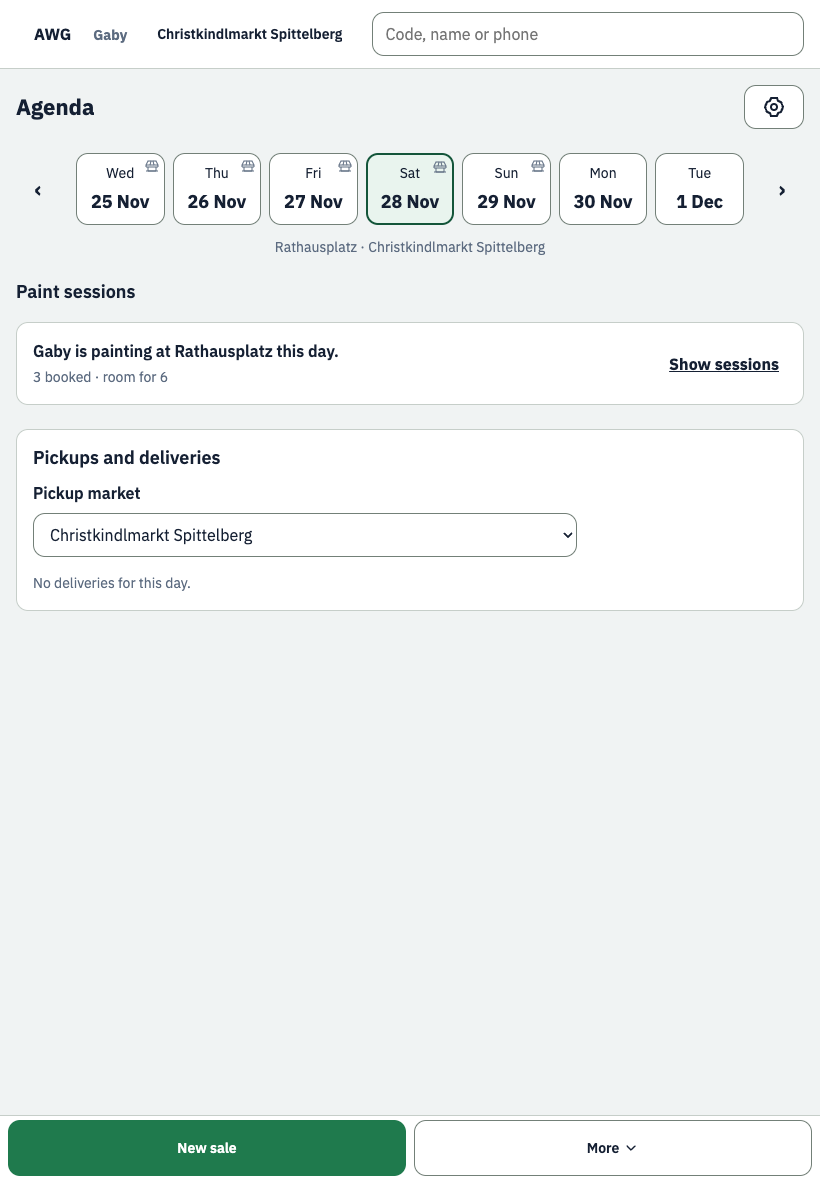 AWG Gaby Christkindlmarkt Spittelberg Code, name or phone
Agenda
Wed Thu Fri Sat Sun Mon Tue
25 Nov 26 Nov 27 Nov 28 Nov 29 Nov 30 Nov 1 Dec
Rathausplatz · Christkindlmarkt Spittelberg
Paint sessions
Gaby is painting at Rathausplatz this day.
3 booked · room for 6
Show sessions
Pickups and deliveries
Pickup market
Christkindlmarkt Spittelberg
No deliveries for this day.
New sale More